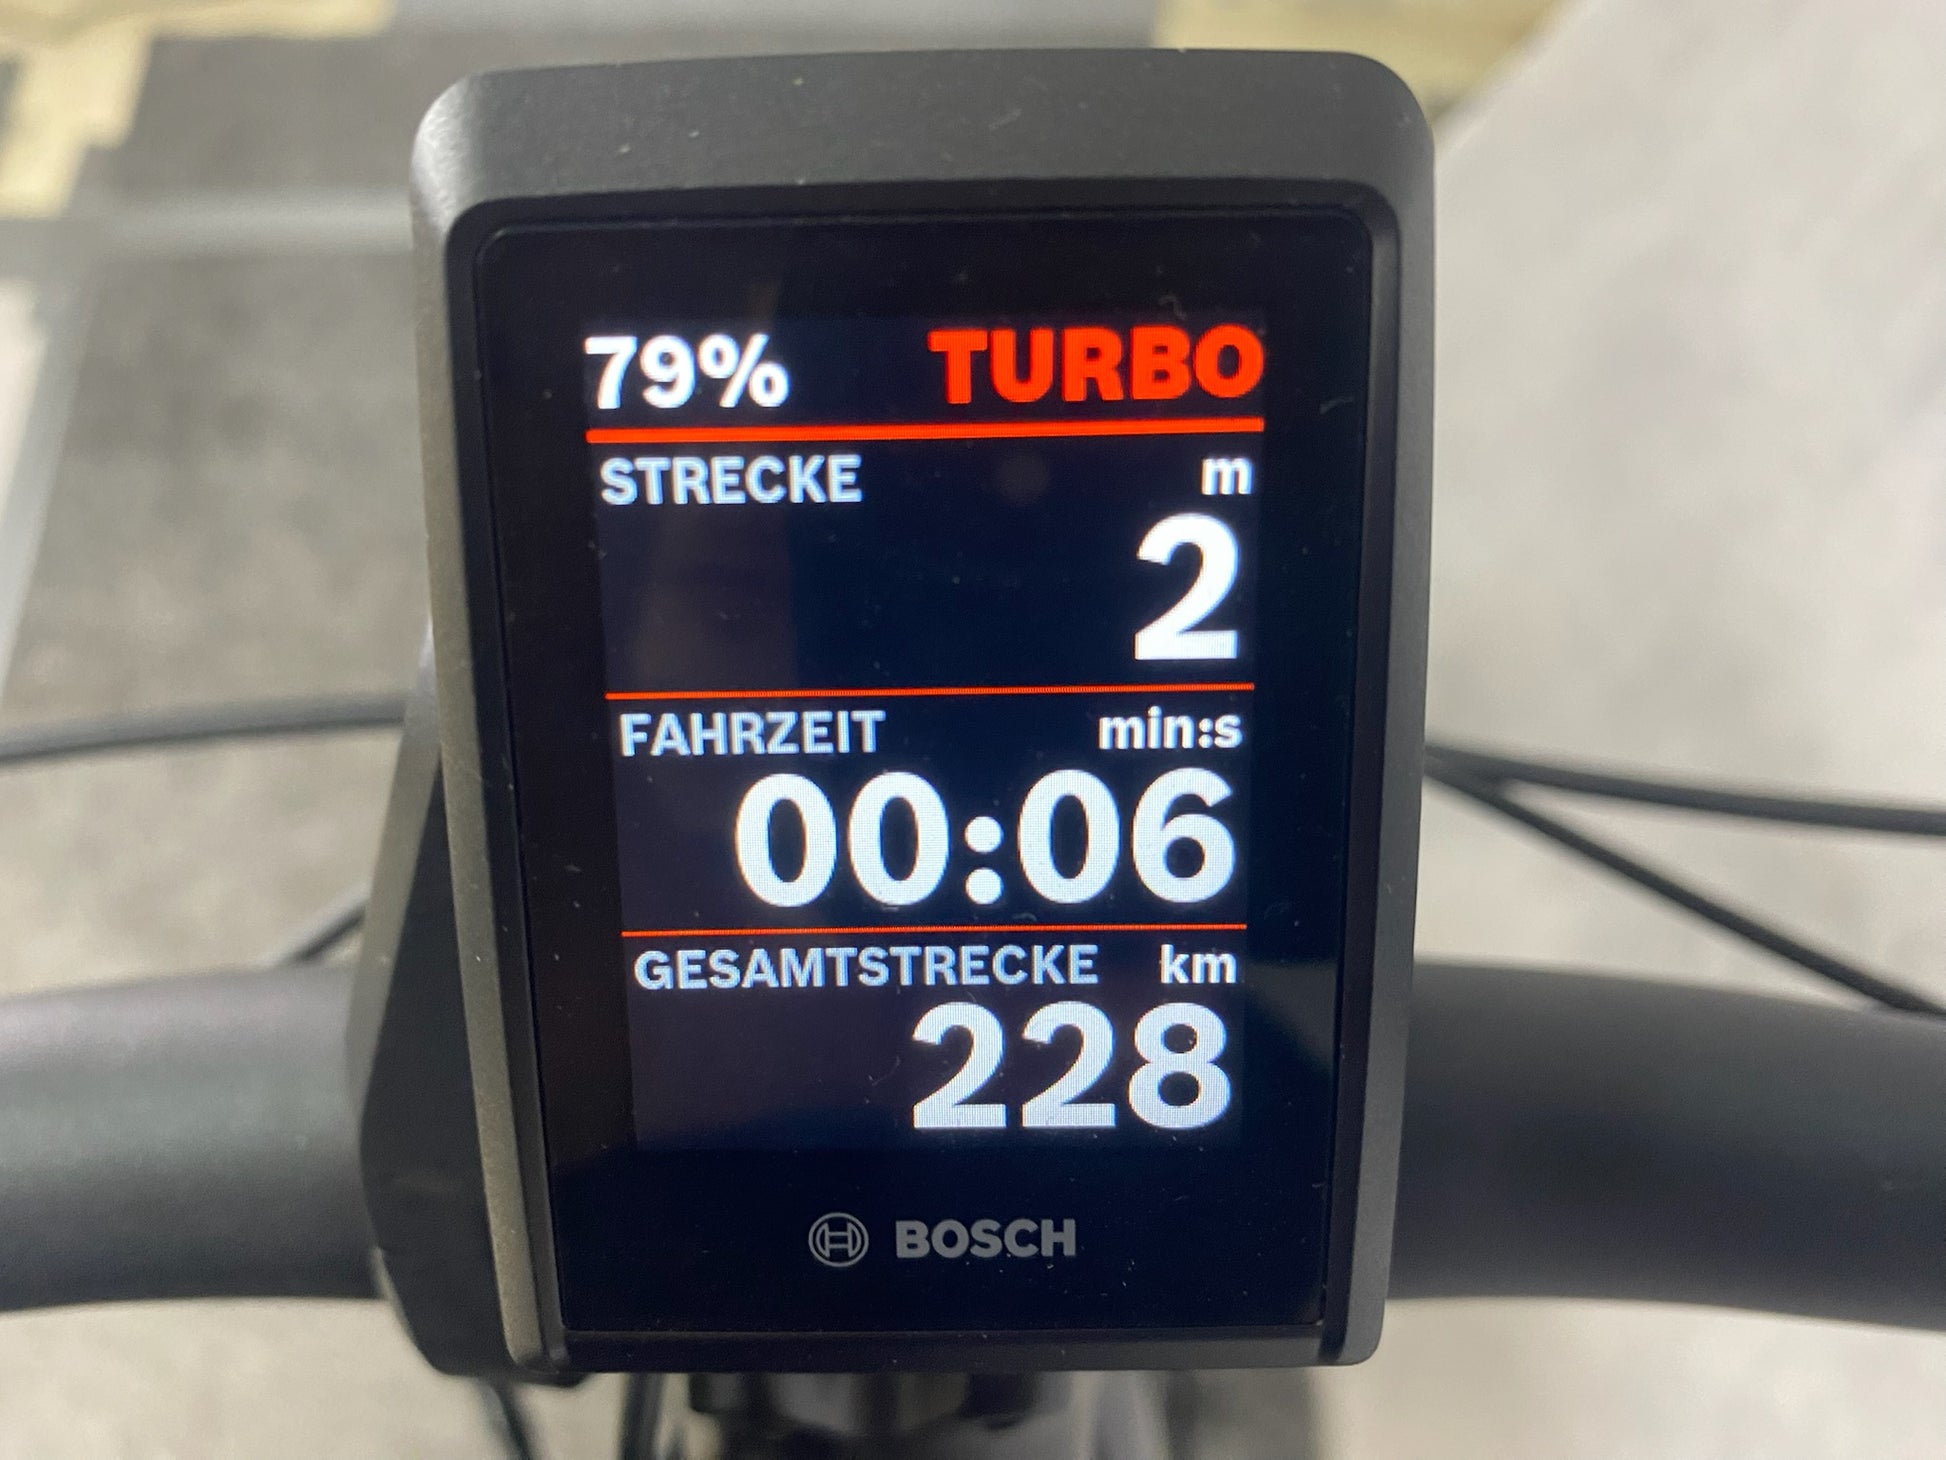 79% TURBO
STRECKE m
2
FAHRZEIT min:s
00:06
GESAMTSTRECKE km
228
BOSCH